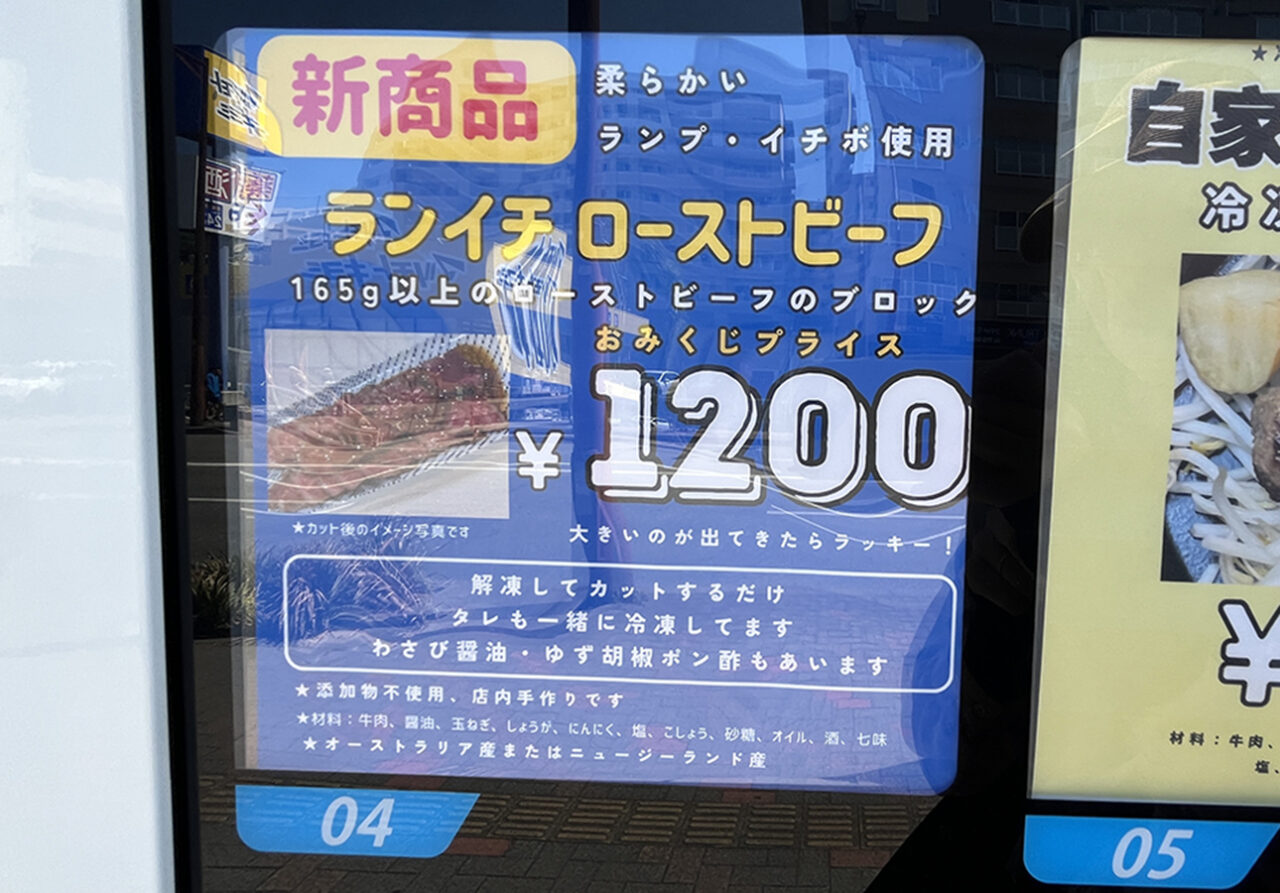 新商品
柔らかい
ランプ・イチボ使用
ランイチ ローストビーフ
165g以上のローストビーフのブロック
おみくじプライス
¥1200
★カット後のイメージ写真です
大きいのが出てきたらラッキー！
解凍してカットするだけ
タレも一緒に冷凍してます
わさび醤油・ゆず胡椒ポン酢もあいます
★添加物不使用、店内手作りです
★材料：牛肉、醤油、玉ねぎ、しょうが、にんにく、塩、こしょう、砂糖、オイル、酒、七味
★オーストラリア産またはニュージーランド産
04
★
自家
冷
¥
材料：牛肉、
塩、
05